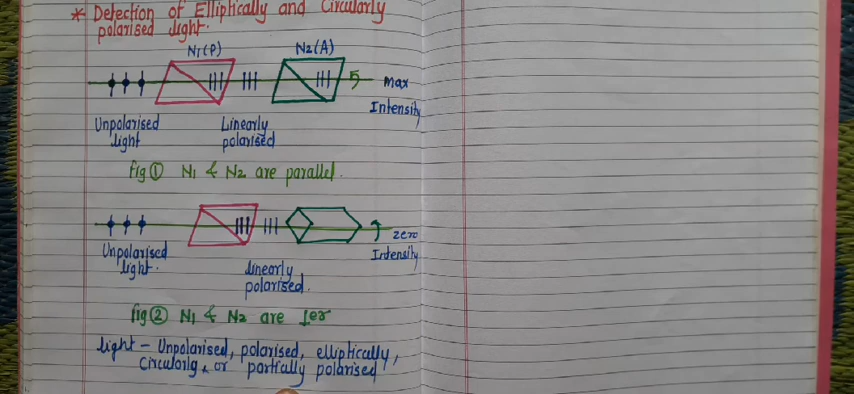 * Detection of Elliptically and Circularly
polarised light.
N1(P) N2(A)
max
Intensity
Unpolarised
light
Linearly
polarised
fig ① N1 & N2 are parallel.
zero
Intensity
Unpolarised
light.
linearly
polarised.
fig ② N1 & N2 are ⊥er
light – Unpolarised, polarised, elliptically,
Circularly, or partially polarised